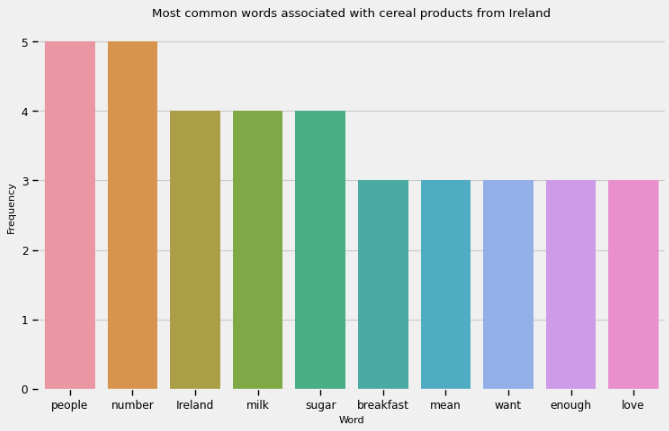 Most common words associated with cereal products from Ireland
5
4
3
2
1
0
Frequency
people number Ireland milk sugar breakfast mean want enough love
Word